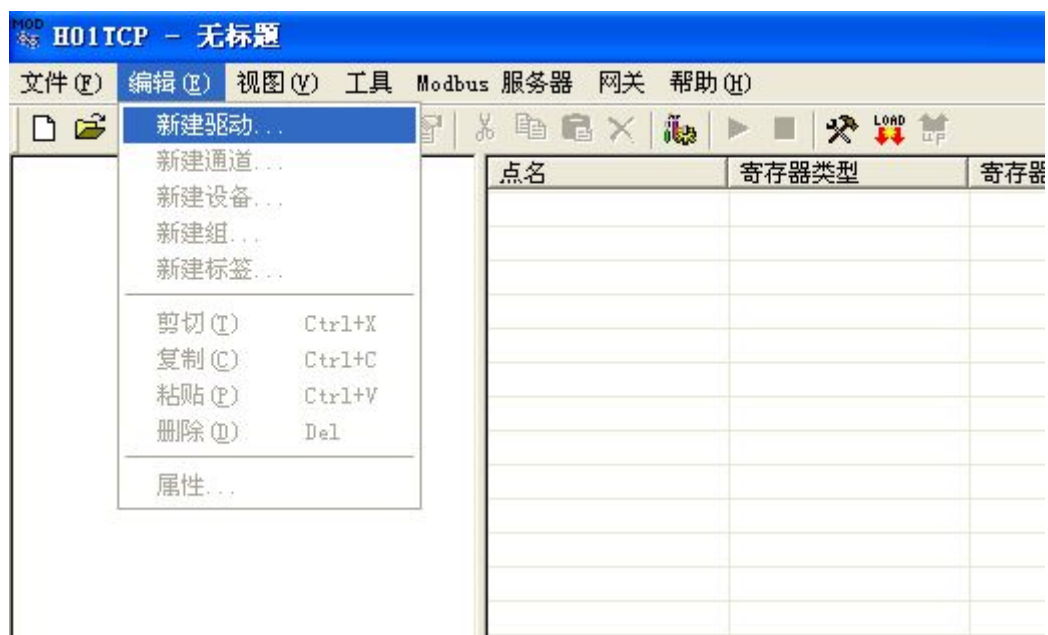 MOD
H01TCP - 无标题
文件(F) 编辑(E) 视图(V) 工具 Modbus 服务器 网关 帮助(H)
LOAD UP
新建驱动...
新建通道...
点名 寄存器类型 寄存器
新建设备...
新建组...
新建标签...
剪切(T) Ctrl+X
复制(C) Ctrl+C
粘贴(P) Ctrl+V
删除(D) Del
属性...